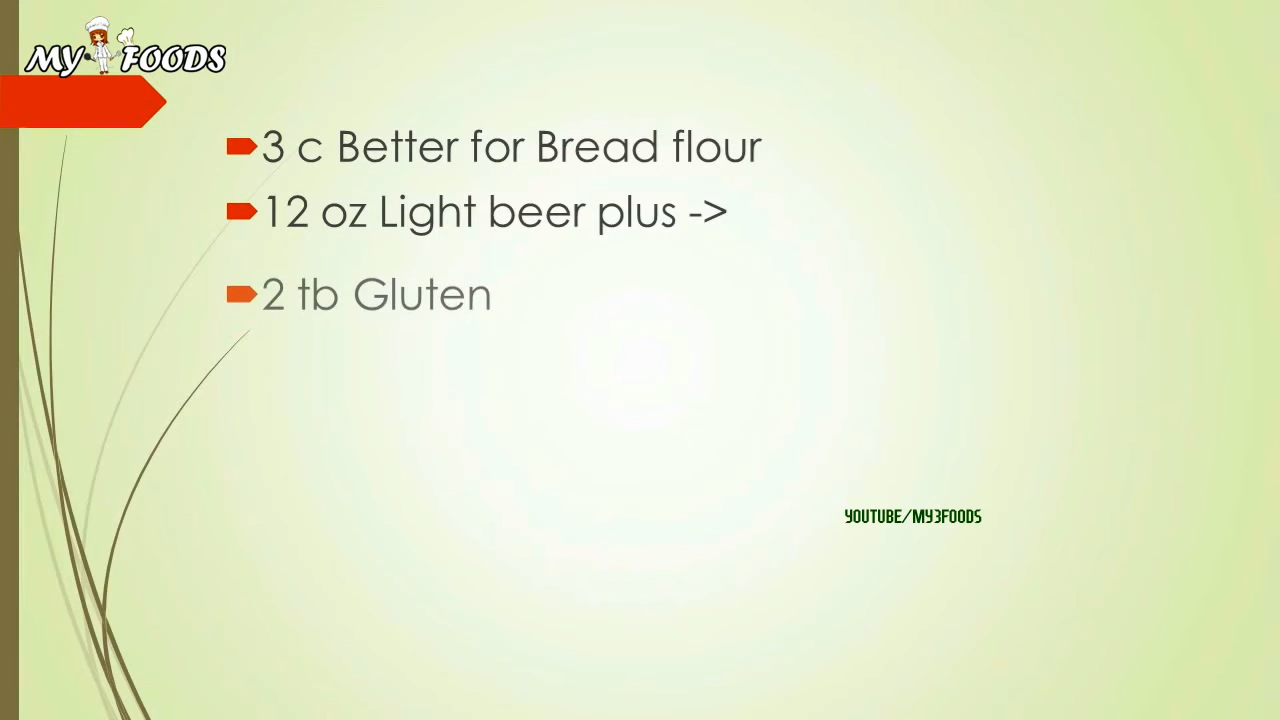 MY FOODS
3 c Better for Bread flour
12 oz Light beer plus ->
2 tb Gluten
YOUTUBE/MY3FOODS